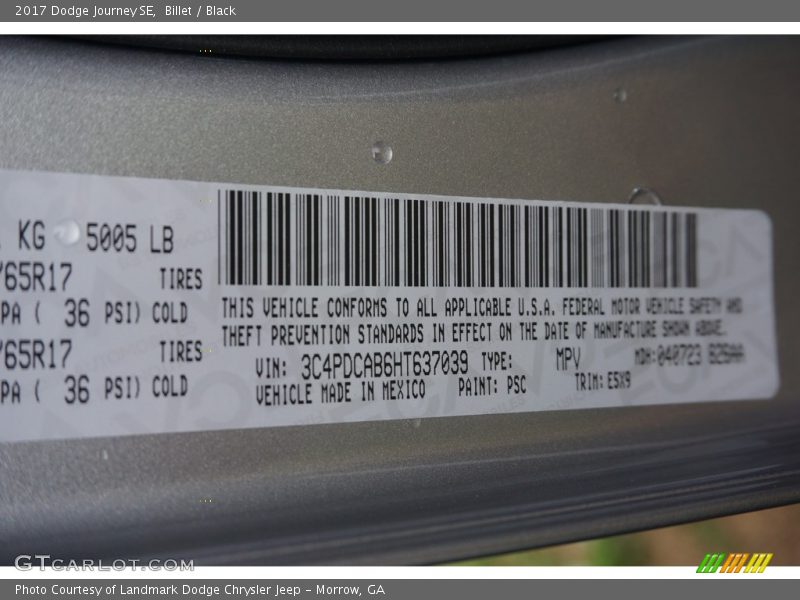 2017 Dodge Journey SE, Billet / Black
KG 5005 LB
/65R17 TIRES
PA ( 36 PSI) COLD
/65R17 TIRES
PA ( 36 PSI) COLD
THIS VEHICLE CONFORMS TO ALL APPLICABLE U.S.A. FEDERAL MOTOR VEHICLE SAFETY AND
THEFT PREVENTION STANDARDS IN EFFECT ON THE DATE OF MANUFACTURE SHOWN ABOVE.
VIN: 3C4PDCAB6HT637039 TYPE: MPV MDH: 040723
VEHICLE MADE IN MEXICO PAINT: PSC TRIM: E5X9
GTCARLOT.COM
Photo Courtesy of Landmark Dodge Chrysler Jeep – Morrow, GA